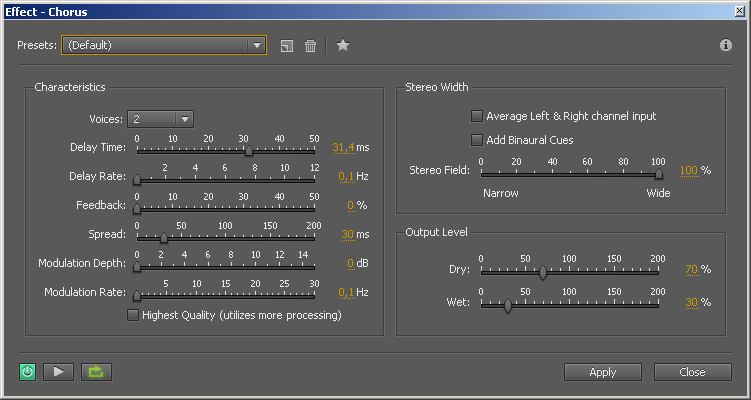 Effect - Chorus
Presets: (Default)
Characteristics
Voices: 2
0 10 20 30 40 50
Delay Time: 31,4 ms
2 4 6 8 10 12
Delay Rate: 0,1 Hz
0 10 20 30 40 50
Feedback: 0 %
0 50 100 150 200
Spread: 30 ms
0 2 4 6 8 10 12 14
Modulation Depth: 0 dB
5 10 15 20 25 30
Modulation Rate: 0,1 Hz
Highest Quality (utilizes more processing)
Stereo Width
Average Left & Right channel input
Add Binaural Cues
0 20 40 60 80 100
Stereo Field: 100 %
Narrow Wide
Output Level
0 50 100 150 200
Dry: 70 %
0 50 100 150 200
Wet: 30 %
Apply Close